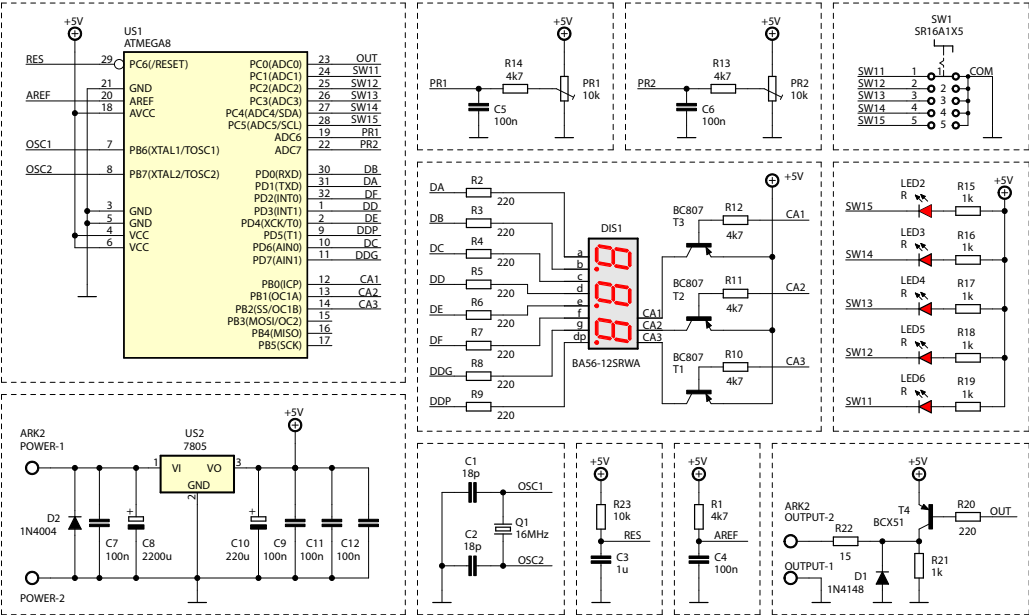 +5V
US1
ATMEGA8
RES
29
PC6(/RESET)
PC0(ADC0)
23
OUT
PC1(ADC1)
24
SW11
21
GND
PC2(ADC2)
25
SW12
AREF
20
AREF
PC3(ADC3)
26
SW13
18
AVCC
PC4(ADC4/SDA)
27
SW14
PC5(ADC5/SCL)
28
SW15
ADC6
19
PR1
OSC1
7
PB6(XTAL1/TOSC1)
ADC7
22
PR2
OSC2
8
PB7(XTAL2/TOSC2)
PD0(RXD)
30
DB
PD1(TXD)
31
DA
PD2(INT0)
32
DF
3
GND
PD3(INT1)
1
DD
5
GND
PD4(XCK/T0)
2
DE
4
VCC
PD5(T1)
9
DDP
6
VCC
PD6(AIN0)
10
DC
PD7(AIN1)
11
DDG
PB0(ICP)
12
CA1
PB1(OC1A)
13
CA2
PB2(SS/OC1B)
14
CA3
PB3(MOSI/OC2)
15
PB4(MISO)
16
PB5(SCK)
17
+5V
R14
4k7
PR1
PR1
10k
C5
100n
+5V
R13
4k7
PR2
PR2
10k
C6
100n
SW1
SR16A1X5
SW11
1
1
COM
SW12
2
2
SW13
3
3
SW14
4
4
SW15
5
5
DA
R2
220
DB
R3
220
DC
R4
220
DD
R5
220
DE
R6
220
DF
R7
220
DDG
R8
220
DDP
R9
220
DIS1
a
b
c
d
e
f
g
dp
CA1
CA2
CA3
BA56-12SRWA
+5V
BC807
T3
R12
4k7
CA1
BC807
T2
R11
4k7
CA2
BC807
T1
R10
4k7
CA3
+5V
LED2
R
R15
1k
SW15
LED3
R
R16
1k
SW14
LED4
R
R17
1k
SW13
LED5
R
R18
1k
SW12
LED6
R
R19
1k
SW11
ARK2
POWER-1
US2
7805
+5V
1
VI
VO
3
GND
2
D2
1N4004
C7
100n
+
C8
2200u
+
C10
220u
C9
100n
C11
100n
C12
100n
POWER-2
C1
18p
OSC1
Q1
16MHz
C2
18p
OSC2
+5V
R23
10k
RES
C3
1u
+5V
R1
4k7
AREF
C4
100n
+5V
ARK2
OUTPUT-2
R22
15
T4
BCX51
R20
220
OUT
OUTPUT-1
D1
1N4148
R21
1k